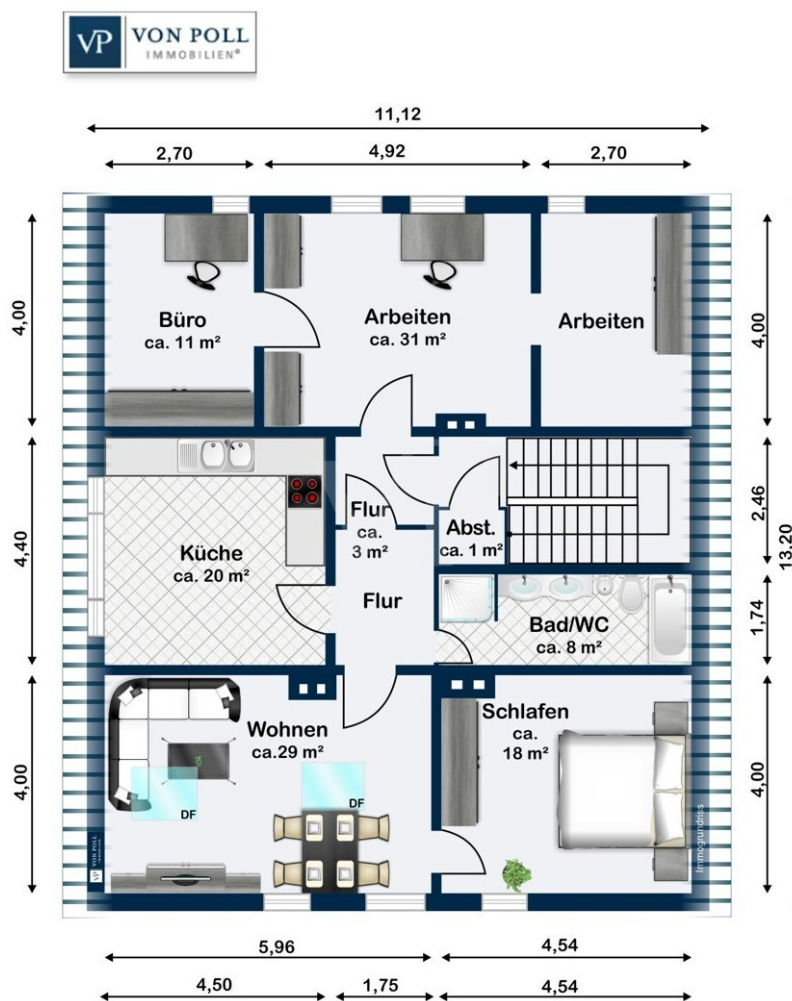 VP VON POLL
IMMOBILIEN®
11,12
2,70
4,92
2,70
4,00
Büro
ca. 11 m²
Arbeiten
ca. 31 m²
Arbeiten
4,00
4,40
Küche
ca. 20 m²
Flur
ca.
3 m²
Abst.
ca. 1 m²
2,46
13,20
Flur
Bad/WC
ca. 8 m²
1,74
4,00
Wohnen
ca.29 m²
DF
DF
Schlafen
ca.
18 m²
4,00
VP VON POLL
IMMOBILIEN
Immogrundriss
5,96
4,54
4,50
1,75
4,54